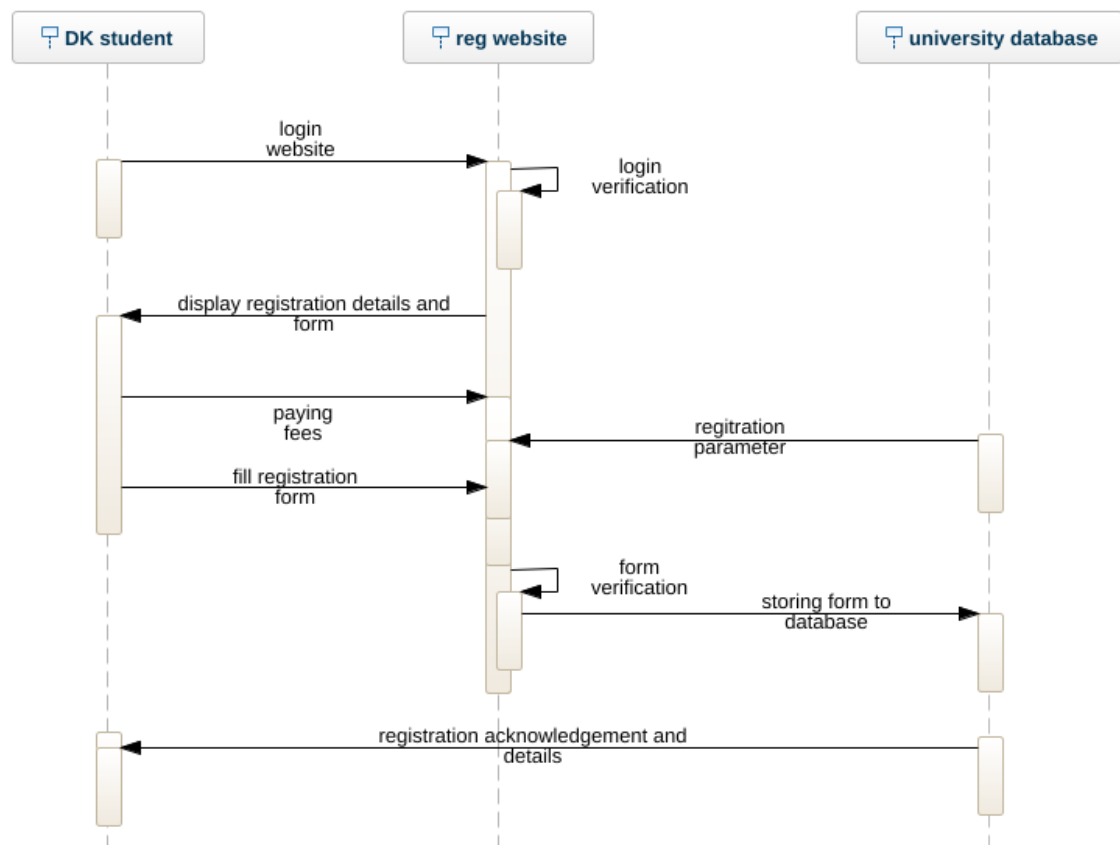 DK student
reg website
university database
login
website
login
verification
display registration details and
form
paying
fees
regitration
parameter
fill registration
form
form
verification
storing form to
database
registration acknowledgement and
details